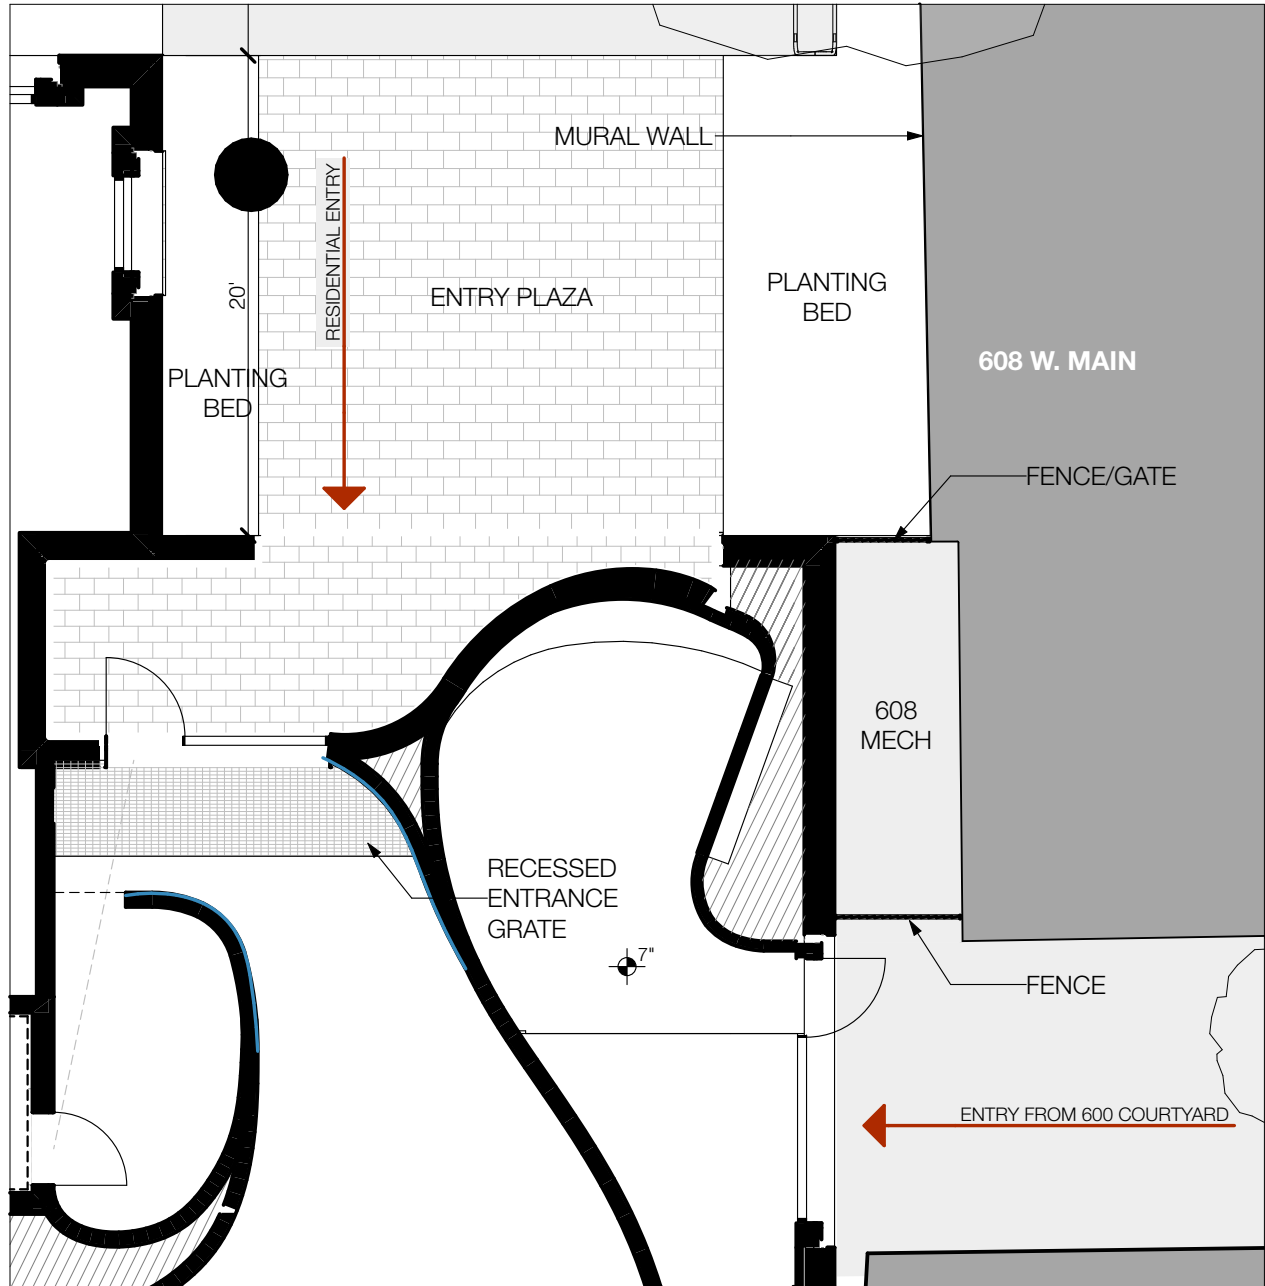 MURAL WALL
RESIDENTIAL ENTRY
20'
ENTRY PLAZA
PLANTING
BED
608 W. MAIN
PLANTING
BED
FENCE/GATE
608
MECH
RECESSED
ENTRANCE
GRATE
7"
FENCE
ENTRY FROM 600 COURTYARD